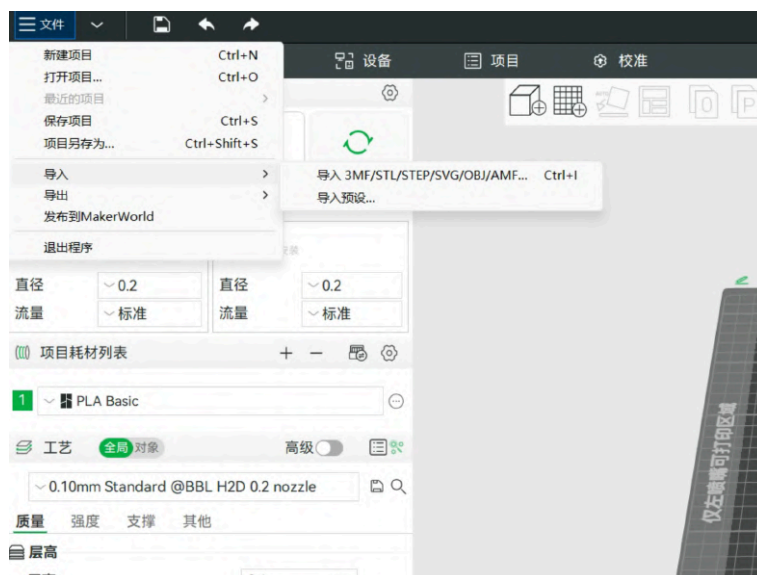 文件
设备
项目
校准
新建项目 Ctrl+N
打开项目... Ctrl+O
最近的项目
保存项目 Ctrl+S
项目另存为... Ctrl+Shift+S
导入
导入 3MF/STL/STEP/SVG/OBJ/AMF... Ctrl+I
导出
导入预设...
发布到MakerWorld
退出程序
直径 0.2 直径 0.2
流量 标准 流量 标准
项目耗材列表
1 PLA Basic
工艺 全局 对象 高级
0.10mm Standard @BBL H2D 0.2 nozzle
质量 强度 支撑 其他
层高
仅左喷嘴可打印区域